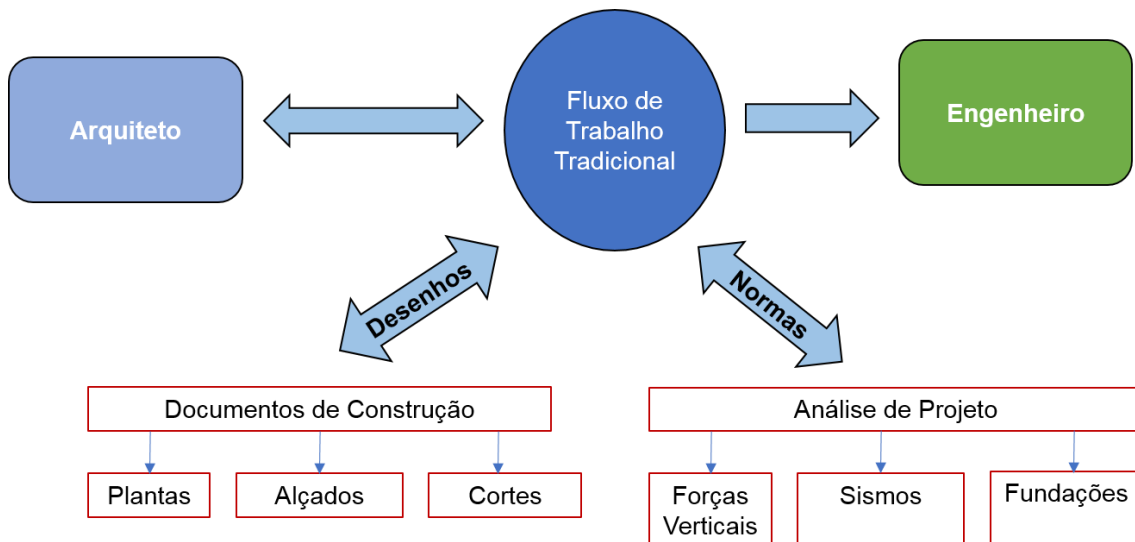 Arquiteto
Fluxo de
Trabalho
Tradicional
Engenheiro
Desenhos
Normas
Documentos de Construção
Análise de Projeto
Plantas
Alçados
Cortes
Forças
Verticais
Sismos
Fundações